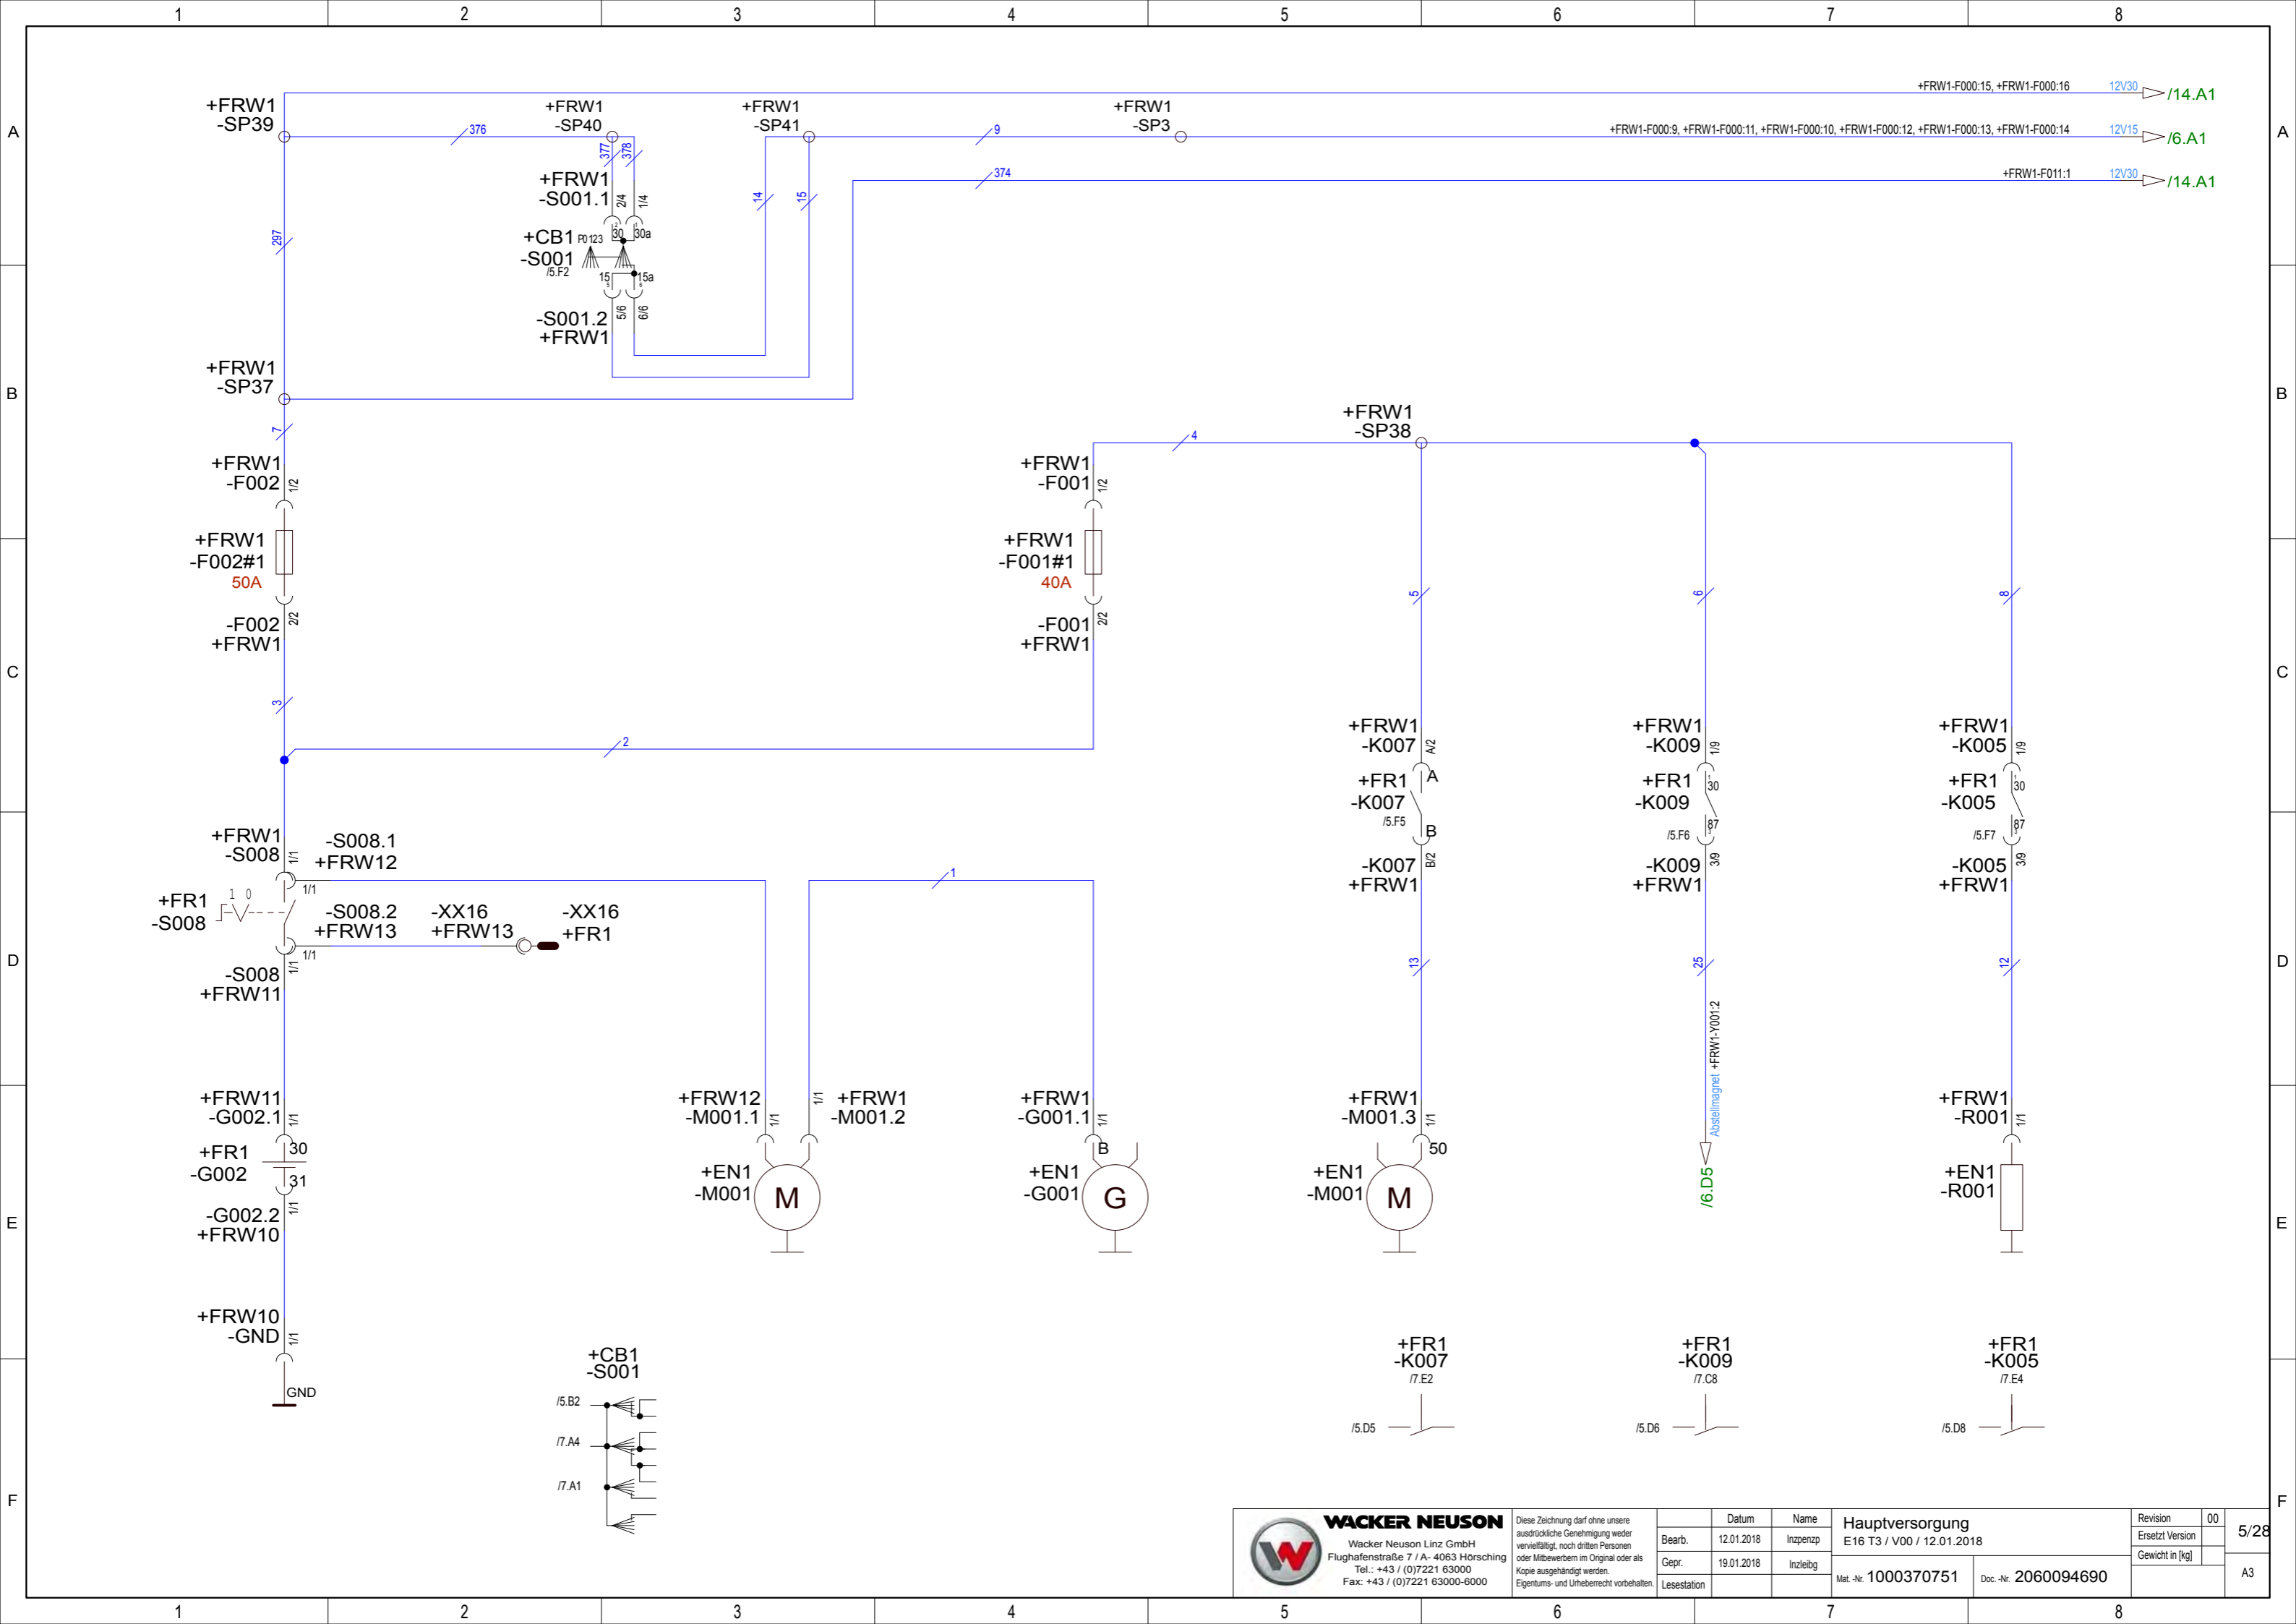 1 2 3 4 5 6 7 8
A
B
C
D
E
F
+FRW1-F000:15, +FRW1-F000:16 12V30 /14.A1
+FRW1-F000:9, +FRW1-F000:11, +FRW1-F000:10, +FRW1-F000:12, +FRW1-F000:13, +FRW1-F000:14 12V15 /6.A1
+FRW1-F011:1 12V30 /14.A1
+FRW1
-SP39
376
+FRW1
-SP40
+FRW1
-SP41
9
+FRW1
-SP3
374
297
377
378
14
15
+FRW1
-S001.1
2/4
1/4
30
30a
+CB1
P0123
-S001
/5.F2
15
15a
-S001.2
+FRW1
5/6
6/6
+FRW1
-SP37
7
+FRW1
-F002
1/2
+FRW1
-F002#1
50A
-F002
+FRW1
2/2
3
2
4
+FRW1
-SP38
+FRW1
-F001
1/2
+FRW1
-F001#1
40A
-F001
+FRW1
2/2
5
6
8
+FRW1
-K007
A/2
A
+FR1
-K007
/5.F5
B
-K007
+FRW1
B/2
+FRW1
-K009
1/9
1
30
+FR1
-K009
/5.F6
87
3
-K009
+FRW1
3/9
+FRW1
-K005
1/9
1
30
+FR1
-K005
/5.F7
87
3
-K005
+FRW1
3/9
+FRW1
-S008
1/1
-S008.1
+FRW12
1/1
1 0
+FR1
-S008
-S008.2
+FRW13
1/1
-XX16
+FRW13
-XX16
+FR1
-S008
+FRW11
1/1
1
13
25
12
+FRW11
-G002.1
1/1
+FR1
-G002
30
31
-G002.2
+FRW10
1/1
+FRW10
-GND
1/1
GND
+FRW12
-M001.1
1/1
+FRW1
-M001.2
1/1
+EN1
-M001
M
+FRW1
-G001.1
1/1
B
+EN1
-G001
G
+FRW1
-M001.3
1/1
50
+EN1
-M001
M
Abstellmagnet +FRW1-Y001:2
/6.D5
+FRW1
-R001
1/1
+EN1
-R001
+CB1
-S001
/5.B2
/7.A4
/7.A1
+FR1
-K007
/7.E2
/5.D5
+FR1
-K009
/7.C8
/5.D6
+FR1
-K005
/7.E4
/5.D8
WACKER NEUSON
Wacker Neuson Linz GmbH
Flughafenstraße 7 / A- 4063 Hörsching
Tel.: +43 / (0)7221 63000
Fax: +43 / (0)7221 63000-6000
Diese Zeichnung darf ohne unsere
ausdrückliche Genehmigung weder
vervielfältigt, noch dritten Personen
oder Mitbewerbern im Original oder als
Kopie ausgehändigt werden.
Eigentums- und Urheberrecht vorbehalten.
Datum Name
Bearb. 12.01.2018 Inzpenzp
Gepr. 19.01.2018 Inzleibg
Lesestation
Hauptversorgung
E16 T3 / V00 / 12.01.2018
Mat. -Nr. 1000370751 Doc. -Nr. 2060094690
Revision 00
Ersetzt Version
Gewicht in [kg]
5/28
A3
A
B
C
D
E
F
1 2 3 4 5 6 7 8